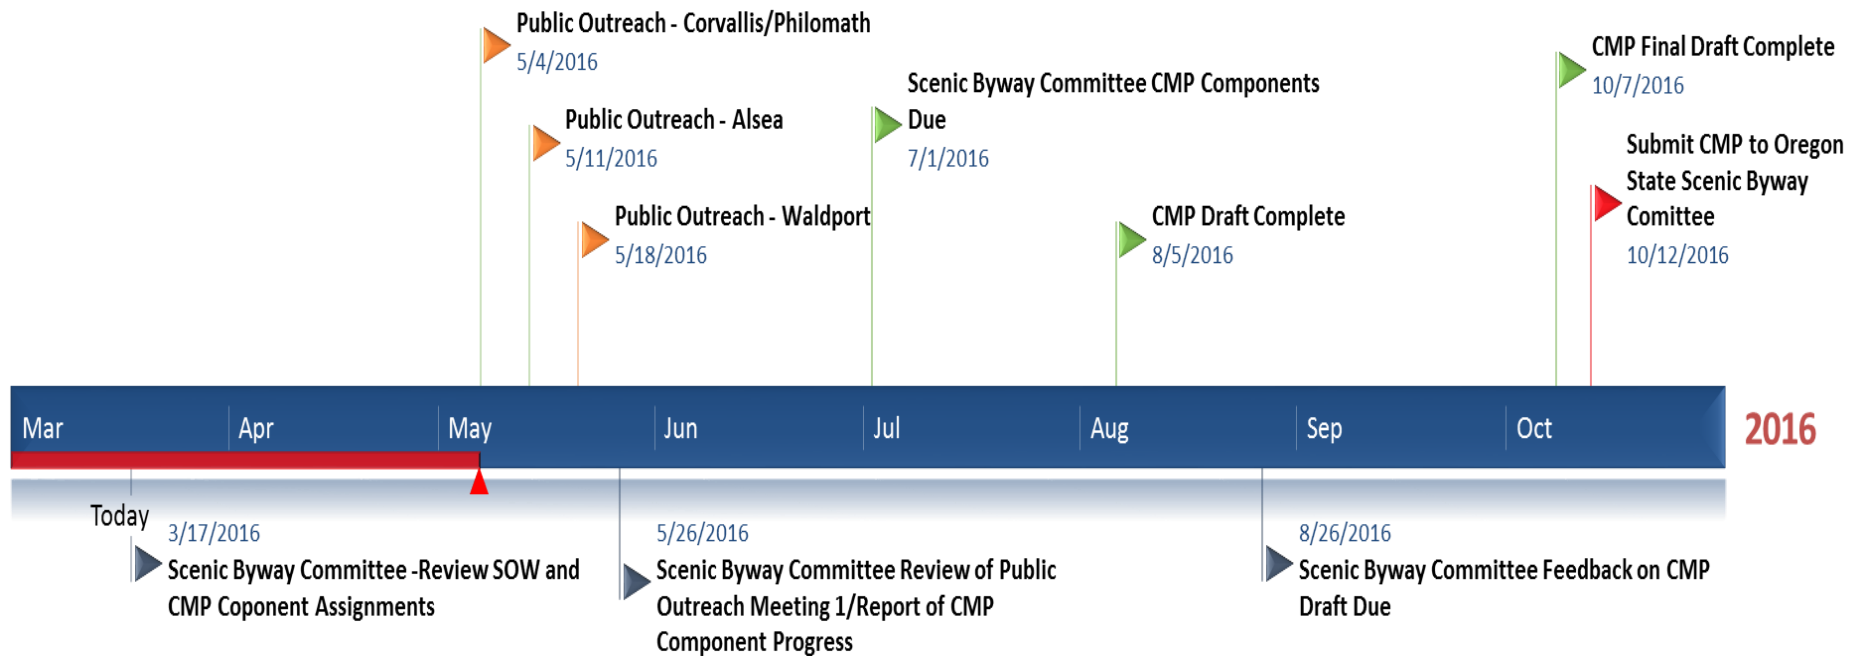 Public Outreach - Corvallis/Philomath
5/4/2016
Public Outreach - Alsea
5/11/2016
Public Outreach - Waldport
5/18/2016
Scenic Byway Committee CMP Components
Due
7/1/2016
CMP Draft Complete
8/5/2016
CMP Final Draft Complete
10/7/2016
Submit CMP to Oregon
State Scenic Byway
Comittee
10/12/2016
Mar
Apr
May
Jun
Jul
Aug
Sep
Oct
2016
Today
3/17/2016
Scenic Byway Committee -Review SOW and
CMP Coponent Assignments
5/26/2016
Scenic Byway Committee Review of Public
Outreach Meeting 1/Report of CMP
Component Progress
8/26/2016
Scenic Byway Committee Feedback on CMP
Draft Due